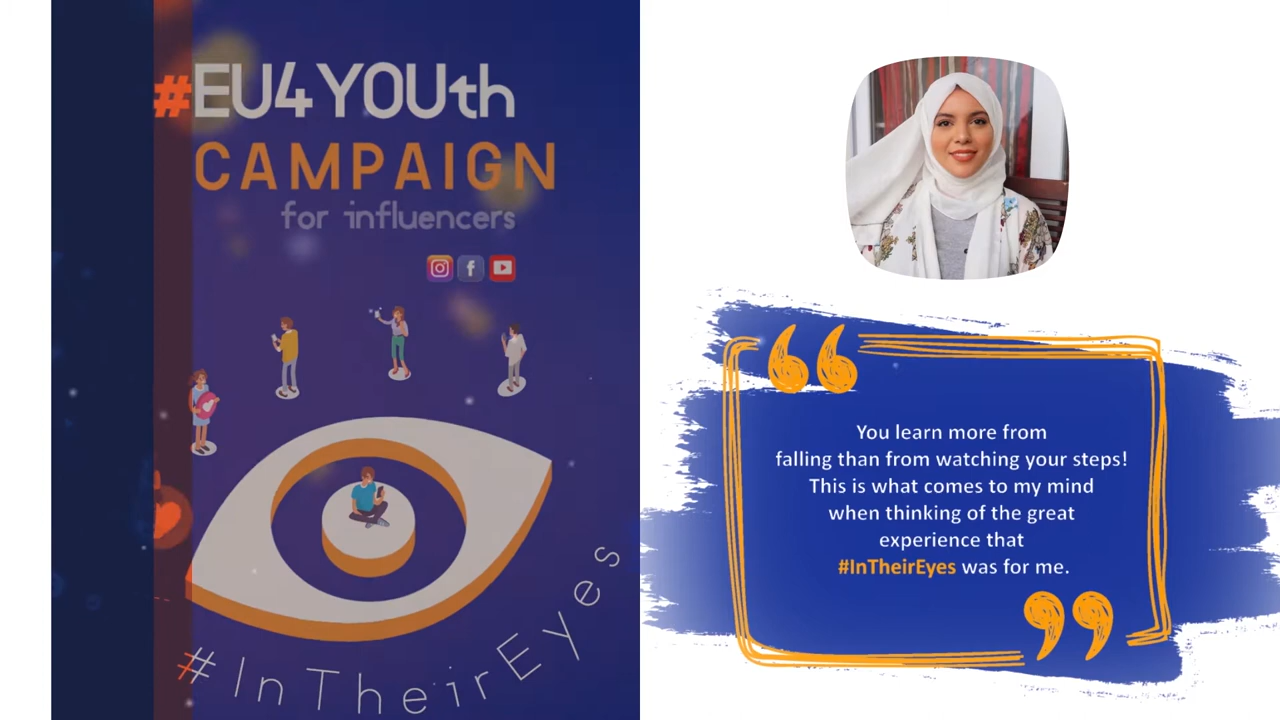 #EU4YOUth
CAMPAIGN
for influencers
#InTheirEyes
You learn more from
falling than from watching your steps!
This is what comes to my mind
when thinking of the great
experience that
#InTheirEyes was for me.